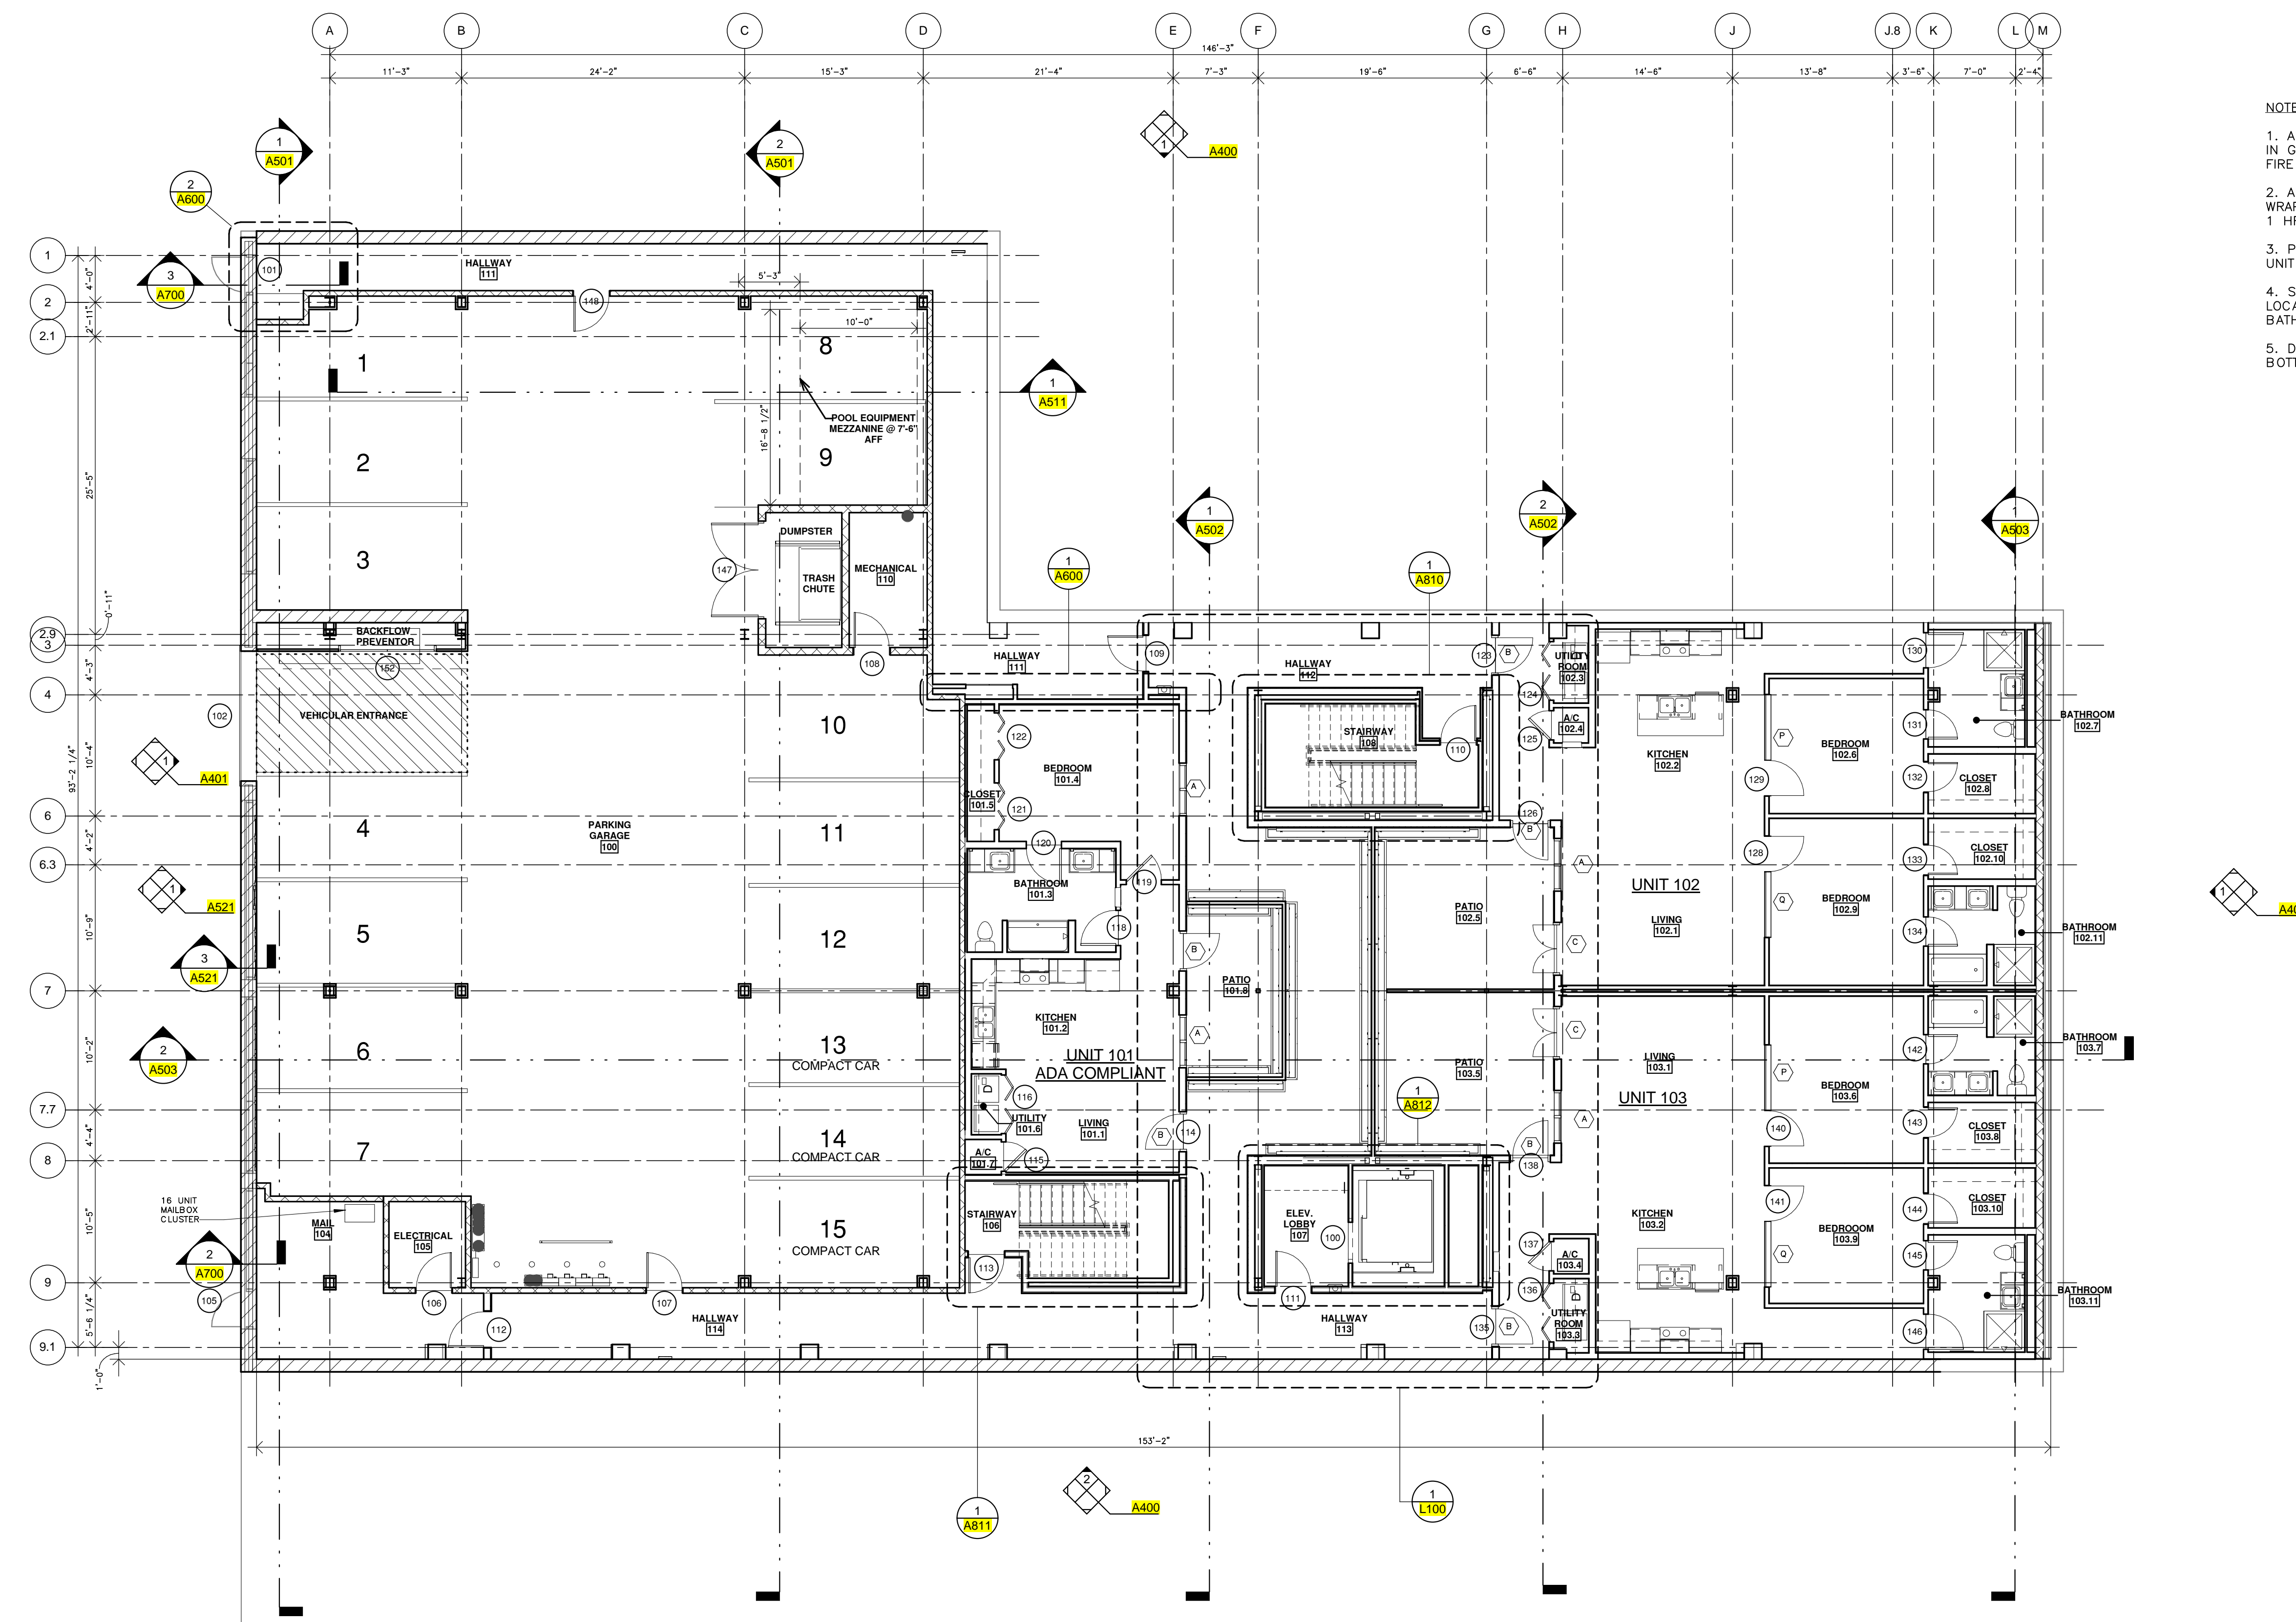 A
B
C
D
E
F
G
H
J
J.8
K
L
M
146'-3"
11'-3"
24'-2"
15'-3"
21'-4"
7'-3"
19'-6"
6'-6"
14'-6"
13'-8"
3'-6"
7'-0"
2'-4"
NOTE
1. A
IN G
FIRE
2. A
WRAP
1 HR
3. P
UNIT
4. S
LOCA
BATH
5. D
BOTT
1
A501
2
A501
1
A400
2
A600
3
A700
1
2
2.1
2.9
3
4
6
6.3
7
7.7
8
9
9.1
4'-0"
2'-11"
25'-5"
0'-11"
4'-3"
10'-4"
93'-2 1/4"
4'-2"
10'-9"
10'-2"
4'-4"
10'-5"
5'-6 1/4"
1'-0"
101
HALLWAY
111
5'-3"
148
10'-0"
16'-8 1/2"
1
2
3
8
9
POOL EQUIPMENT
MEZZANINE @ 7'-6"
AFF
1
A511
DUMPSTER
TRASH
CHUTE
147
MECHANICAL
110
108
1
A600
1
A502
1
A810
2
A502
1
A503
BACKFLOW
PREVENTOR
152
VEHICULAR ENTRANCE
102
1
A401
1
A521
3
A521
2
A503
2
A700
4
5
6
7
PARKING
GARAGE
100
10
11
12
13
COMPACT CAR
14
COMPACT CAR
15
COMPACT CAR
HALLWAY
111
109
HALLWAY
112
123
B
UTILITY
ROOM
102.3
124
A/C
102.4
125
STAIRWAY
108
110
126
B
122
BEDROOM
101.4
CLOSET
101.5
121
A
120
BATHROOM
101.3
119
118
B
PATIO
101.8
KITCHEN
101.2
A
UNIT 101
ADA COMPLIANT
116
UTILITY
101.6
LIVING
101.1
B
114
A/C
101.7
115
STAIRWAY
106
113
PATIO
102.5
PATIO
103.5
A
C
C
A
B
138
1
A812
KITCHEN
102.2
UNIT 102
LIVING
102.1
LIVING
103.1
UNIT 103
KITCHEN
103.2
129
128
P
Q
P
Q
140
141
BEDROOM
102.6
BEDROOM
102.9
BEDROOM
103.6
BEDROOOM
103.9
130
131
132
133
134
142
143
144
145
146
BATHROOM
102.7
CLOSET
102.8
CLOSET
102.10
BATHROOM
102.11
BATHROOM
103.7
CLOSET
103.8
CLOSET
103.10
BATHROOM
103.11
1
A40
ELEV.
LOBBY
107
100
111
137
A/C
103.4
136
UTILITY
ROOM
103.3
135
B
HALLWAY
113
16 UNIT
MAILBOX
CLUSTER
MAIL
104
ELECTRICAL
105
105
106
112
107
HALLWAY
114
153'-2"
1
A811
2
A400
1
L100